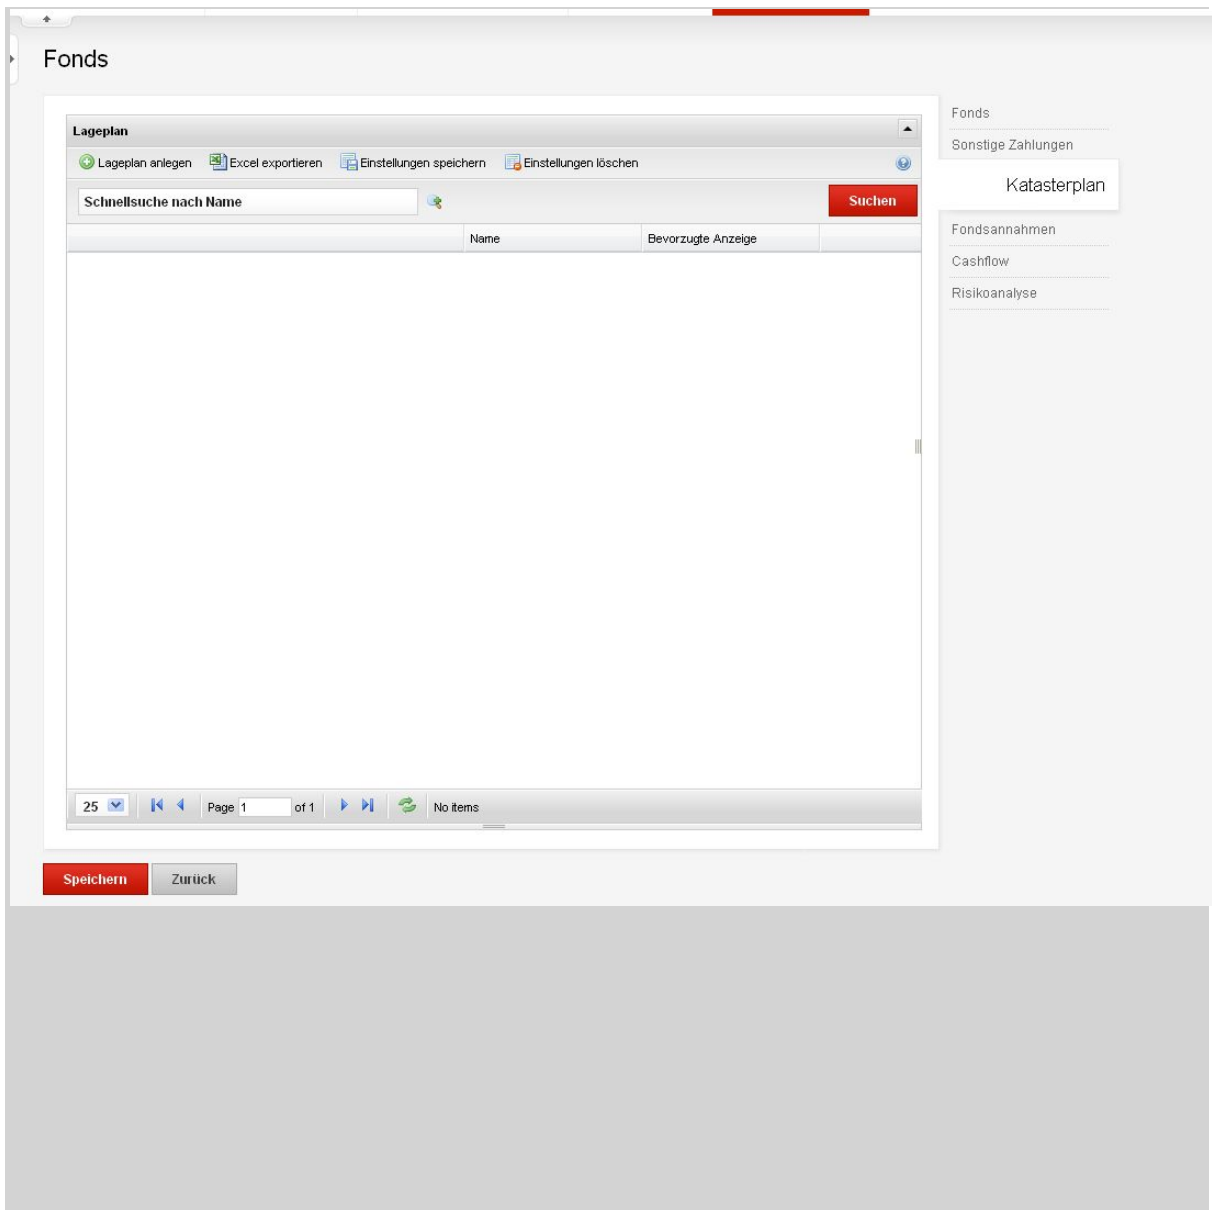 Fonds
Lageplan
Lageplan anlegen Excel exportieren Einstellungen speichern Einstellungen löschen
Schnellsuche nach Name Suchen
Name Bevorzugte Anzeige
25 Page 1 of 1 No items
Speichern Zurück
Fonds
Sonstige Zahlungen
Katasterplan
Fondsannahmen
Cashflow
Risikoanalyse